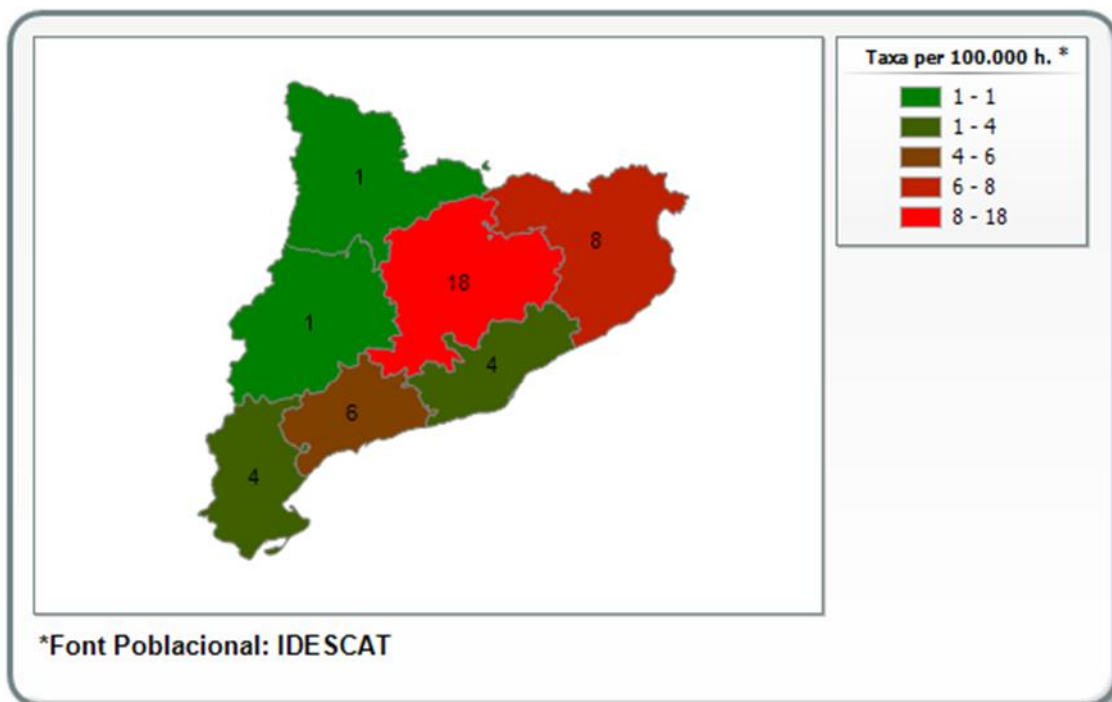 Taxa per 100.000 h. *
1 - 1
1 - 4
4 - 6
6 - 8
8 - 18
1
8
18
1
4
6
4
*Font Poblacional: IDESCAT